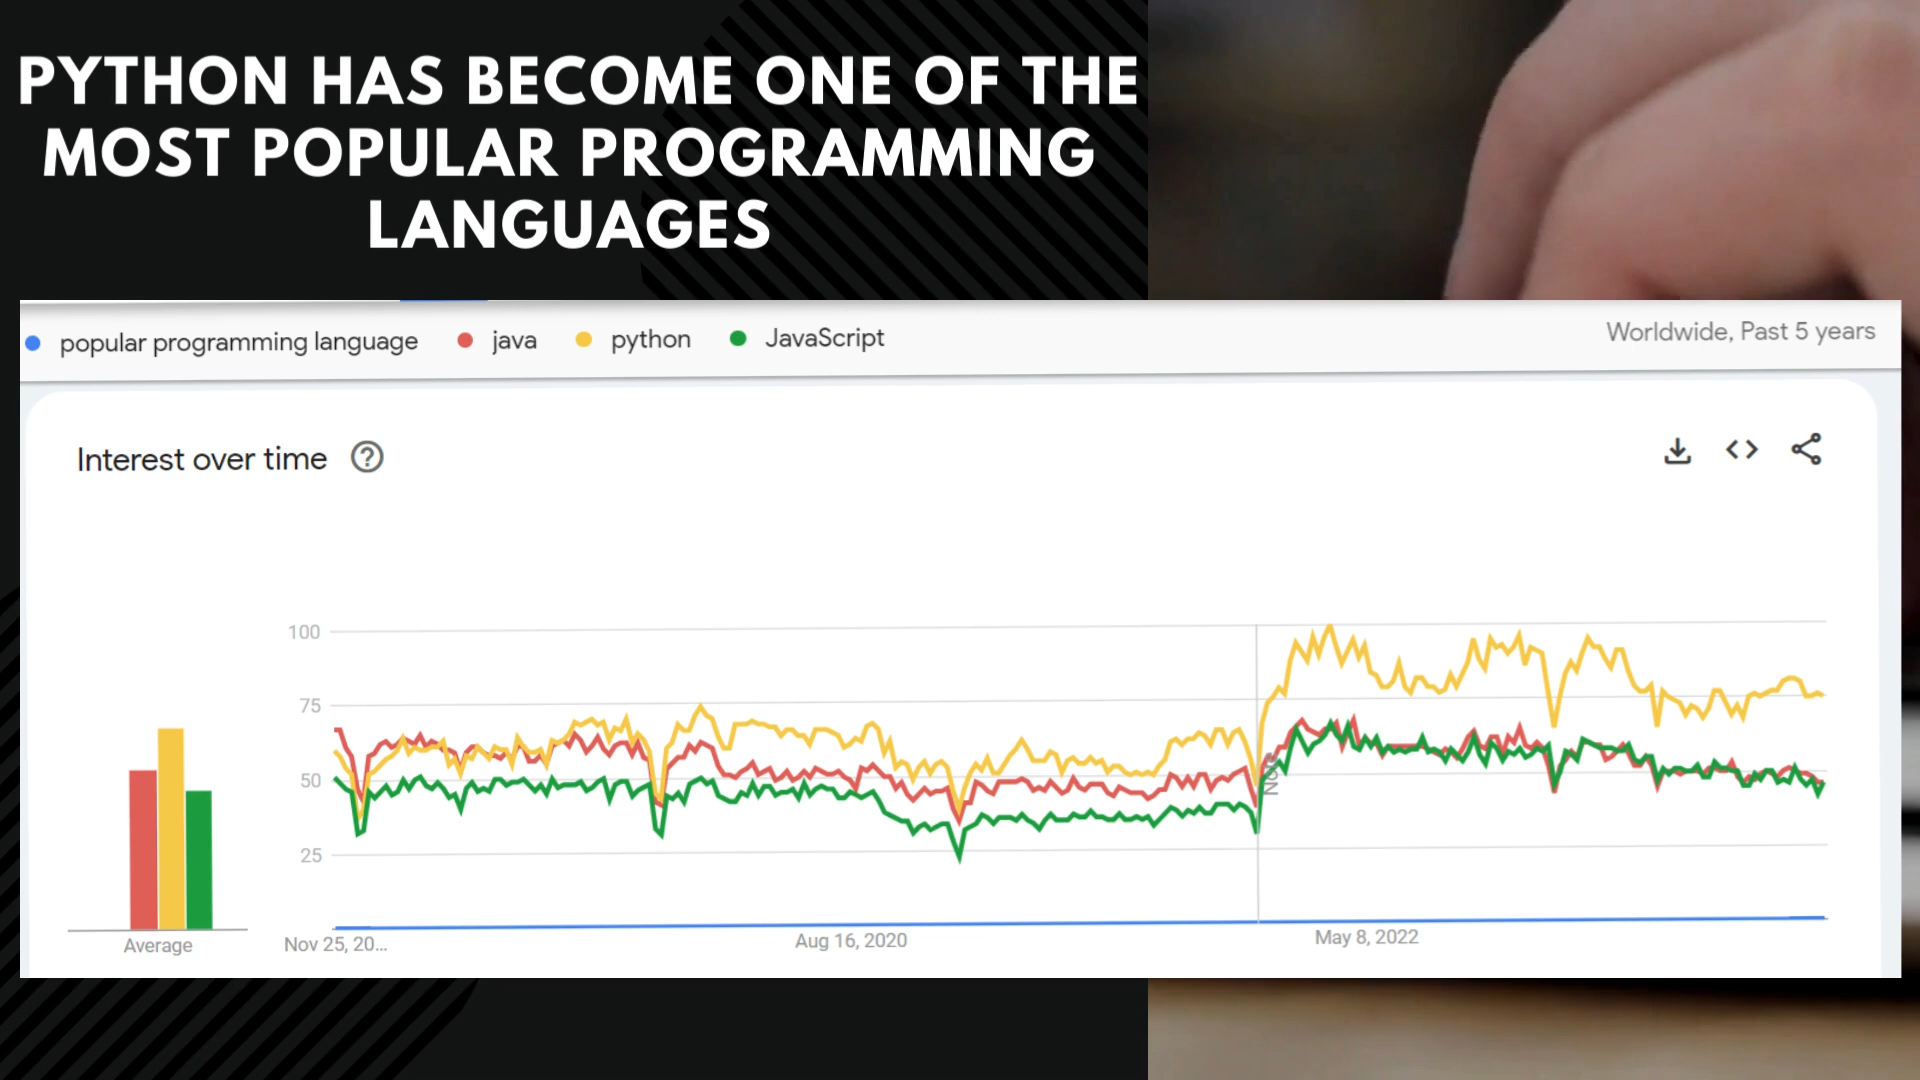 PYTHON HAS BECOME ONE OF THE
MOST POPULAR PROGRAMMING
LANGUAGES
popular programming language java python JavaScript
Worldwide, Past 5 years
Interest over time
100
75
50
25
Note
Average
Nov 25, 20...
Aug 16, 2020
May 8, 2022